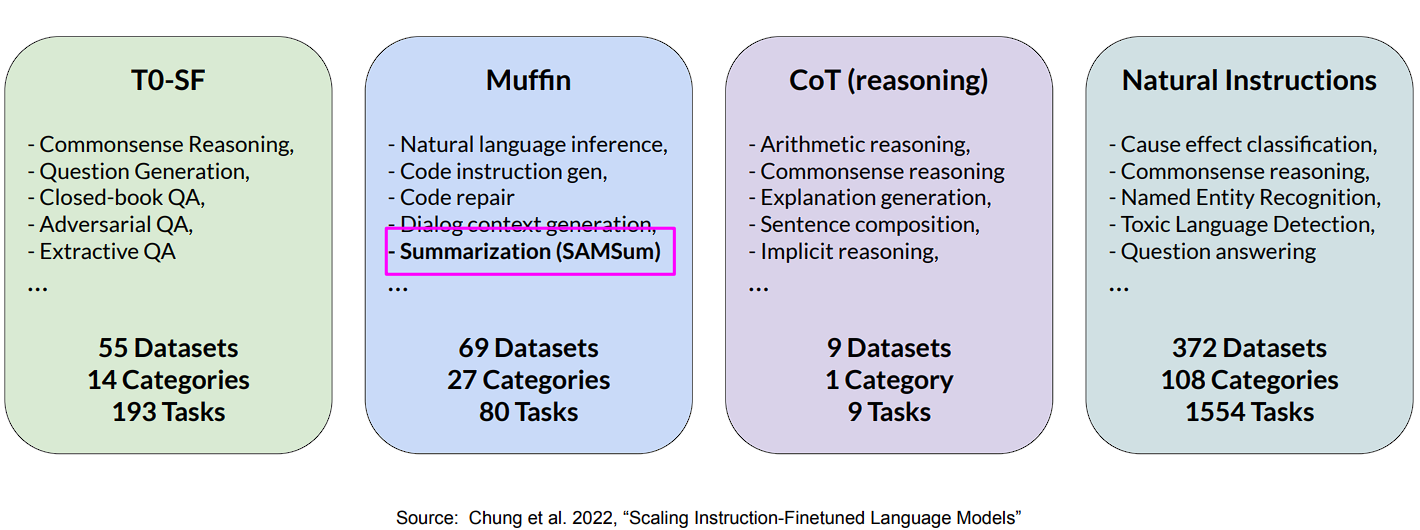 T0-SF
- Commonsense Reasoning,
- Question Generation,
- Closed-book QA,
- Adversarial QA,
- Extractive QA
...
55 Datasets
14 Categories
193 Tasks
Muffin
- Natural language inference,
- Code instruction gen,
- Code repair
- Dialog context generation,
- Summarization (SAMSum)
...
69 Datasets
27 Categories
80 Tasks
CoT (reasoning)
- Arithmetic reasoning,
- Commonsense reasoning
- Explanation generation,
- Sentence composition,
- Implicit reasoning,
...
9 Datasets
1 Category
9 Tasks
Natural Instructions
- Cause effect classification,
- Commonsense reasoning,
- Named Entity Recognition,
- Toxic Language Detection,
- Question answering
...
372 Datasets
108 Categories
1554 Tasks
Source: Chung et al. 2022, “Scaling Instruction-Finetuned Language Models”